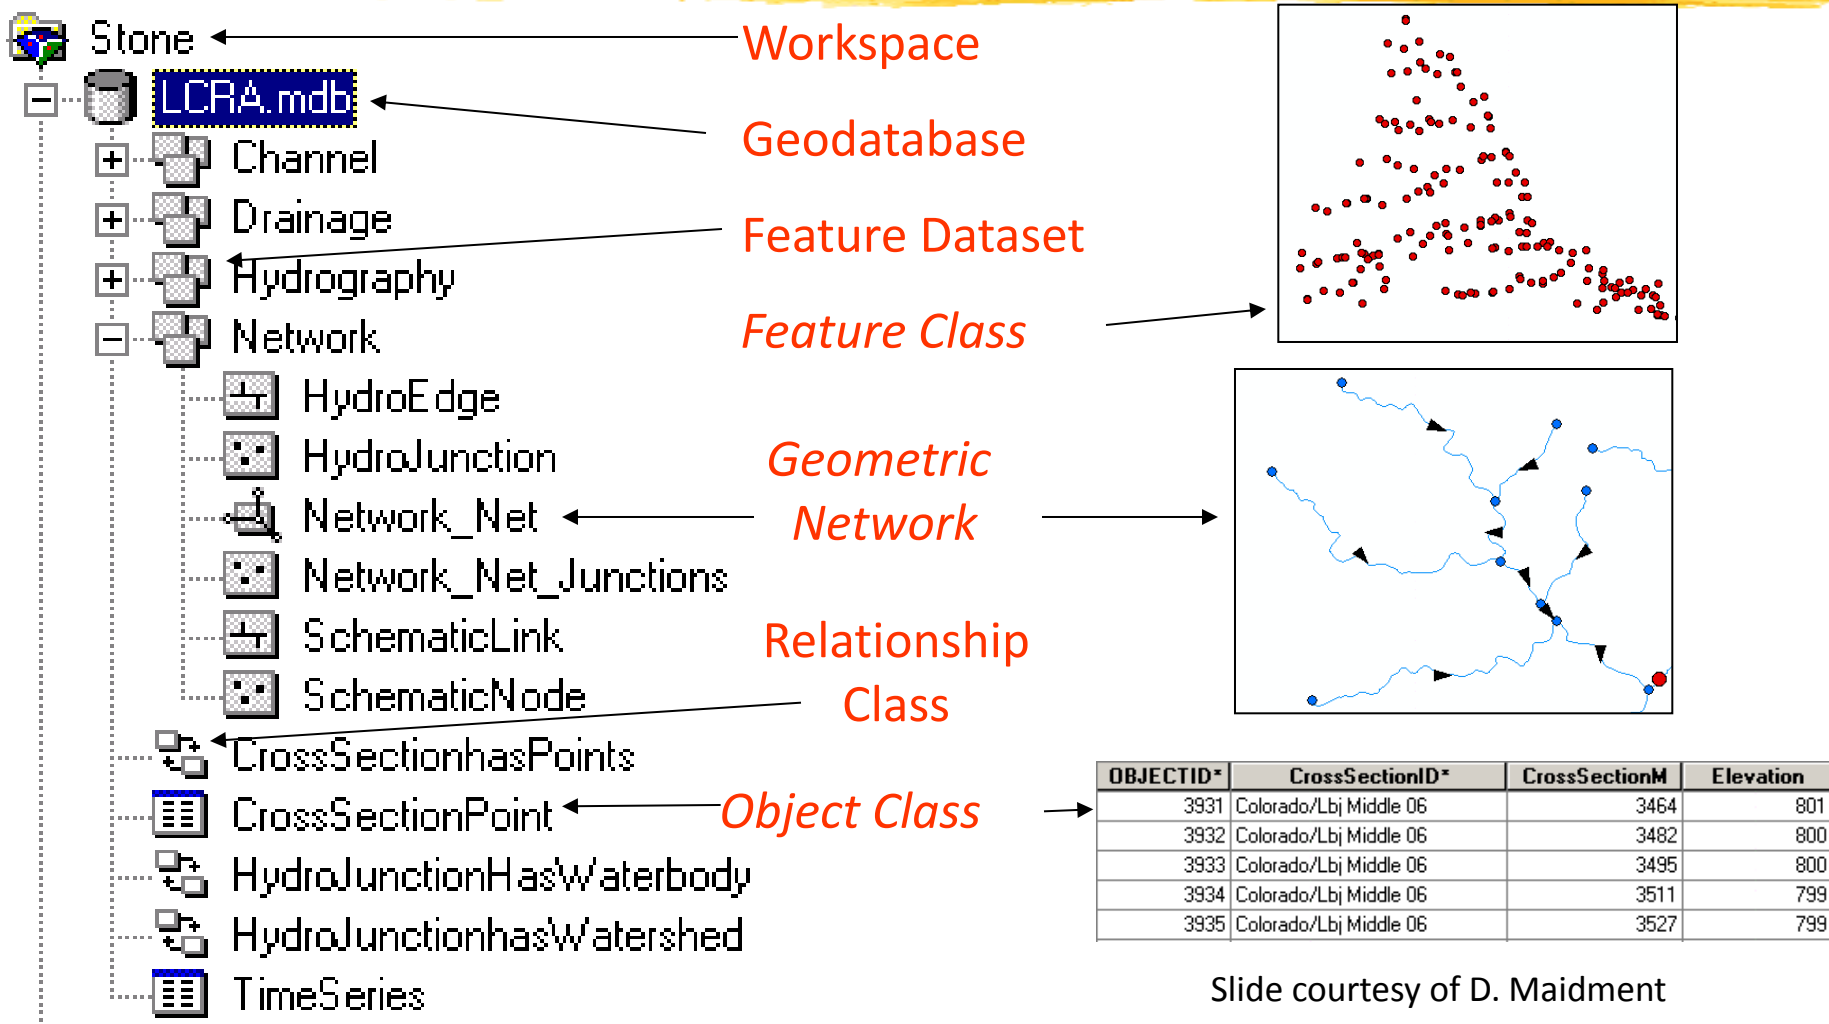 Stone
LCRA.mdb
Channel
Drainage
Hydrography
Network
HydroEdge
HydroJunction
Network_Net
Network_Net_Junctions
SchematicLink
SchematicNode
CrossSectionhasPoints
CrossSectionPoint
HydroJunctionHasWaterbody
HydroJunctionhasWatershed
TimeSeries
Workspace
Geodatabase
Feature Dataset
Feature Class
Geometric
Network
Relationship
Class
Object Class
OBJECTID* CrossSectionID* CrossSectionM Elevation
3931 Colorado/Lbj Middle 06 3464 801
3932 Colorado/Lbj Middle 06 3482 800
3933 Colorado/Lbj Middle 06 3495 800
3934 Colorado/Lbj Middle 06 3511 799
3935 Colorado/Lbj Middle 06 3527 799
Slide courtesy of D. Maidment